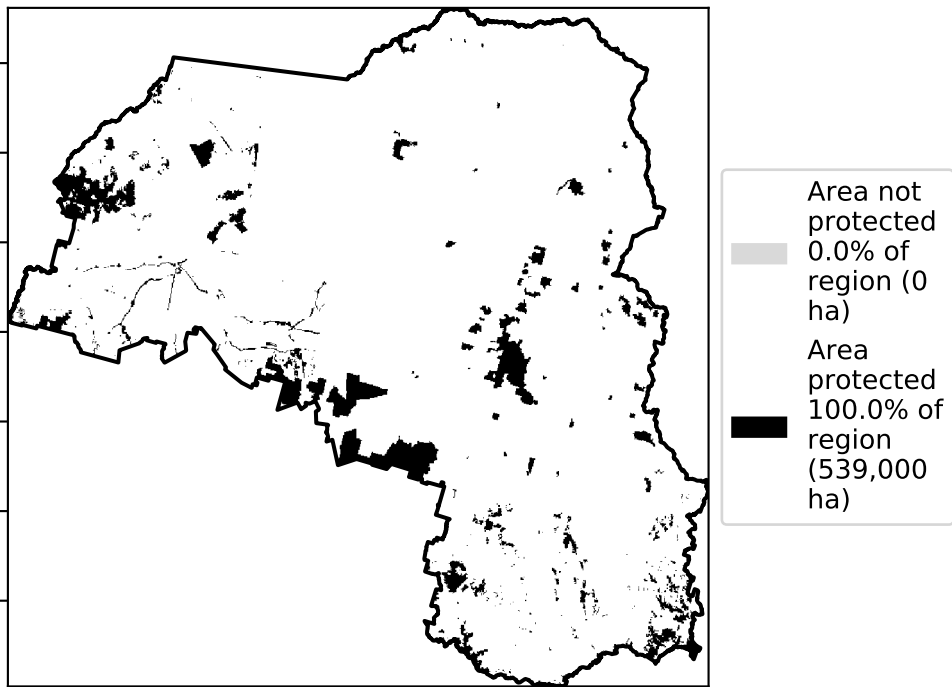 Area not
protected
0.0% of
region (0
ha)
Area
protected
100.0% of
region
(539,000
ha)